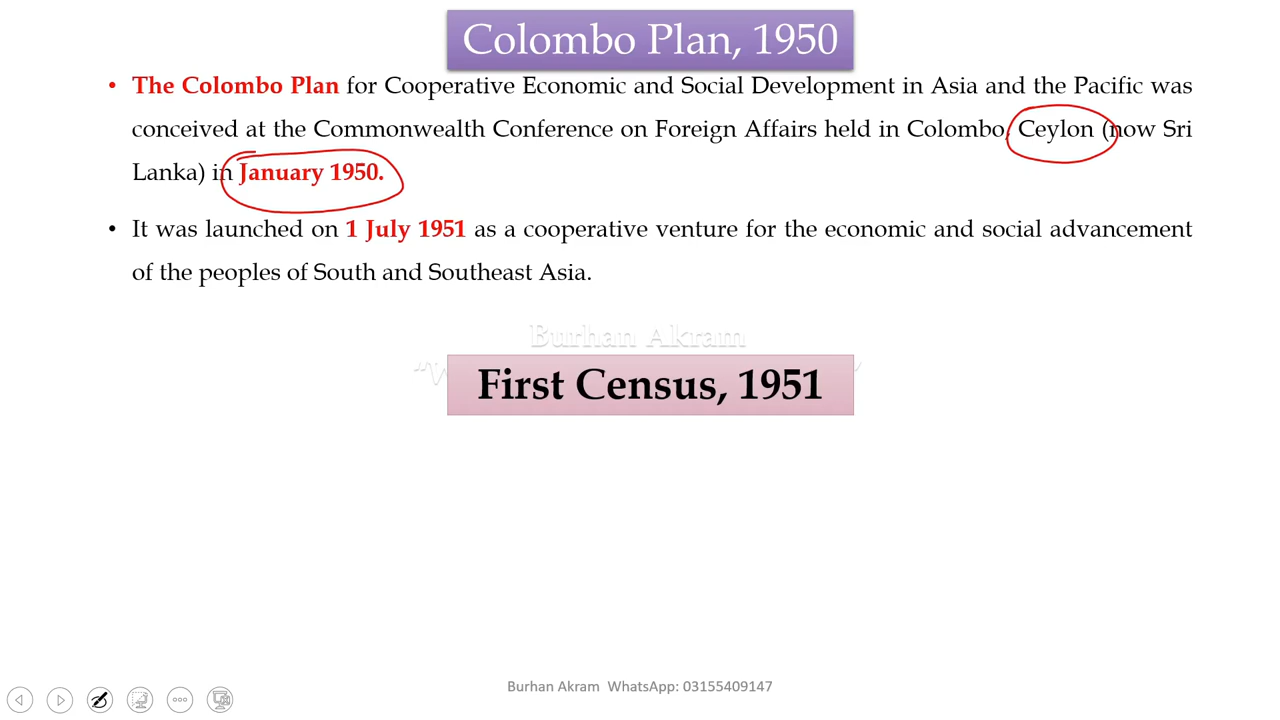 Colombo Plan, 1950
• The Colombo Plan for Cooperative Economic and Social Development in Asia and the Pacific was
conceived at the Commonwealth Conference on Foreign Affairs held in Colombo, Ceylon (now Sri
Lanka) in January 1950.
• It was launched on 1 July 1951 as a cooperative venture for the economic and social advancement
of the peoples of South and Southeast Asia.
Burhan Akram
First Census, 1951
Burhan Akram WhatsApp: 03155409147